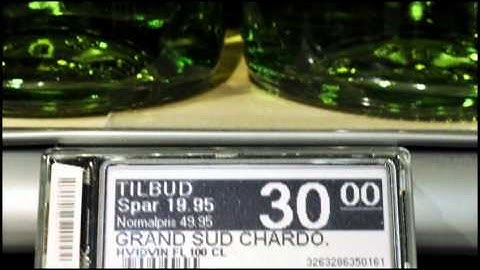 TILBUD
Spar 19.95
Normalpris 49.95
30 00
GRAND SUD CHARDO.
HVIDVIN FL 100 CL
3263286350161